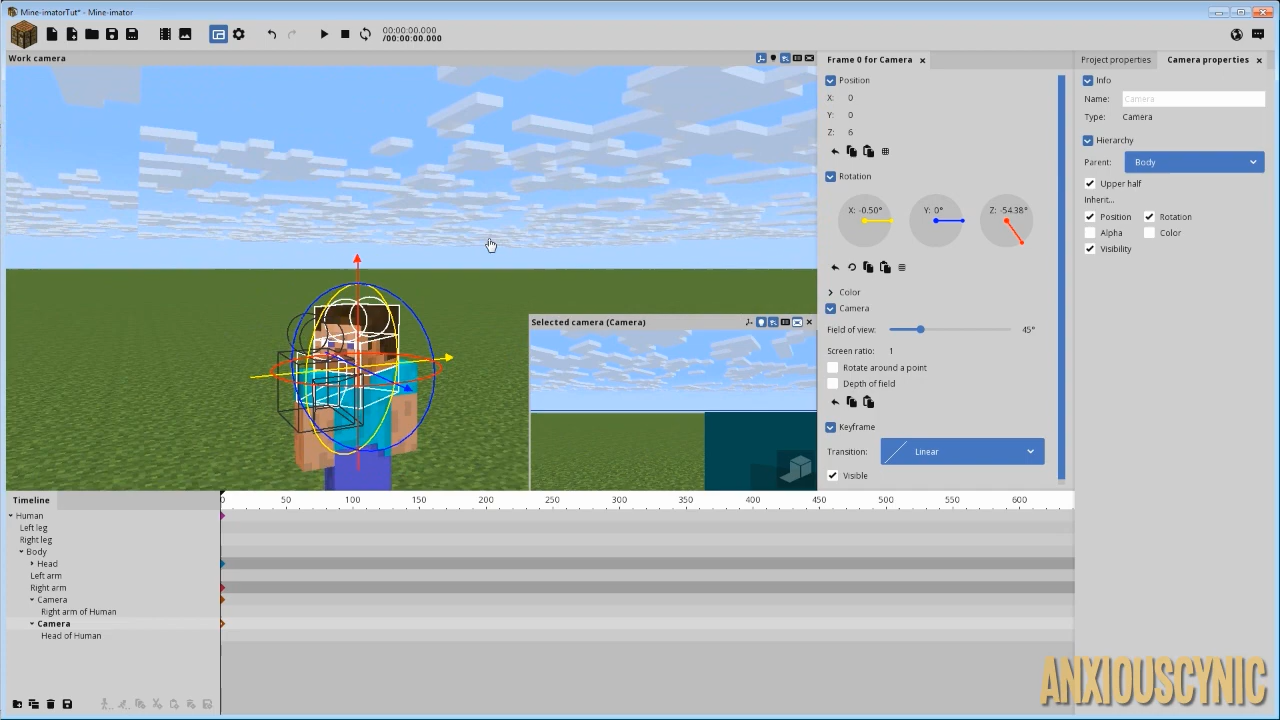 Mine-imatorTut* - Mine-imator
00:00:00.000
/00:00:00.000
Work camera
Frame 0 for Camera
Position
X: 0
Y: 0
Z: 6
Rotation
X: -0.50°
Y: 0°
Z: -54.38°
Color
Camera
Field of view: 45°
Screen ratio: 1
Rotate around a point
Depth of field
Keyframe
Transition: Linear
Visible
Project properties
Camera properties
Info
Name: Camera
Type: Camera
Hierarchy
Parent: Body
Upper half
Inherit...
Position Rotation
Alpha Color
Visibility
Selected camera (Camera)
Timeline
0 50 100 150 200 250 300 350 400 450 500 550 600
Human
Left leg
Right leg
Body
Head
Left arm
Right arm
Camera
Right arm of Human
Camera
Head of Human
ANXIOUSCYNIC